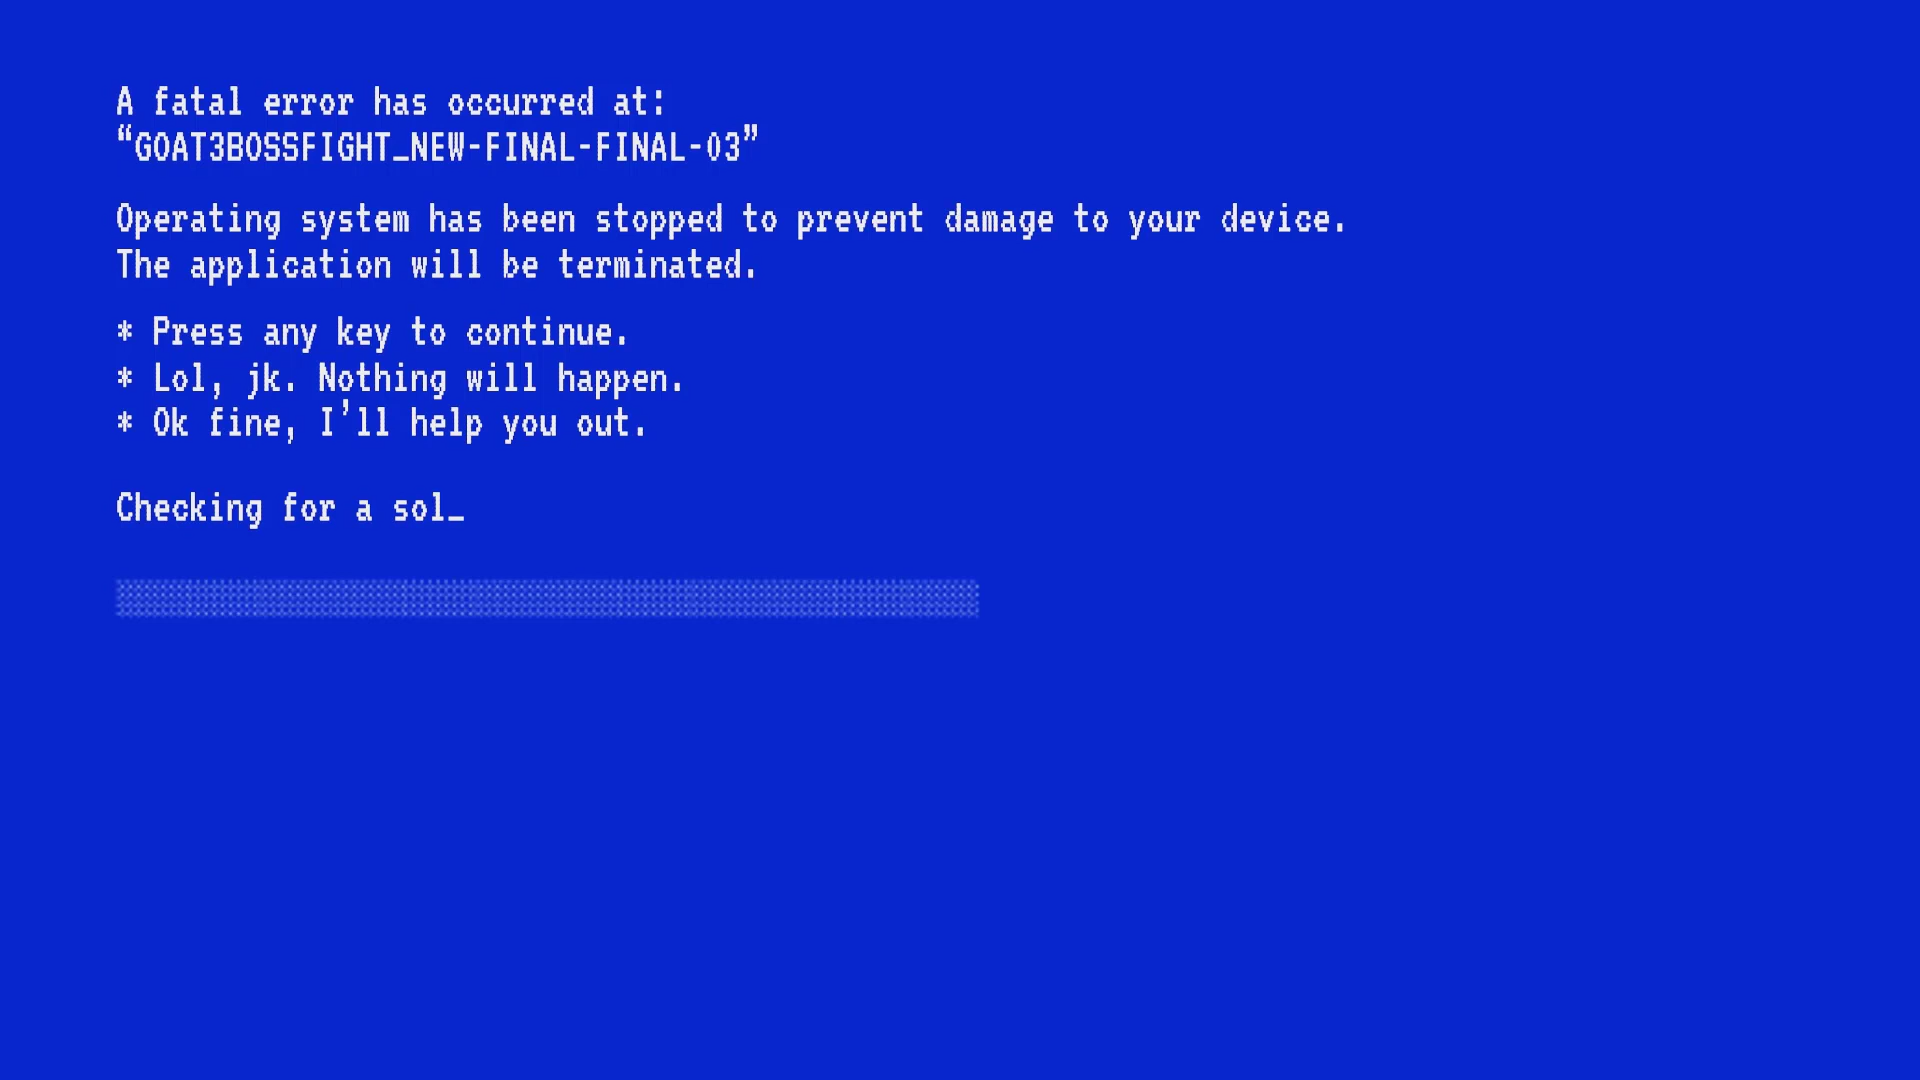 A fatal error has occurred at:
“GOAT3BOSSFIGHT_NEW-FINAL-FINAL-03”
Operating system has been stopped to prevent damage to your device.
The application will be terminated.
* Press any key to continue.
* Lol, jk. Nothing will happen.
* Ok fine, I’ll help you out.
Checking for a sol_